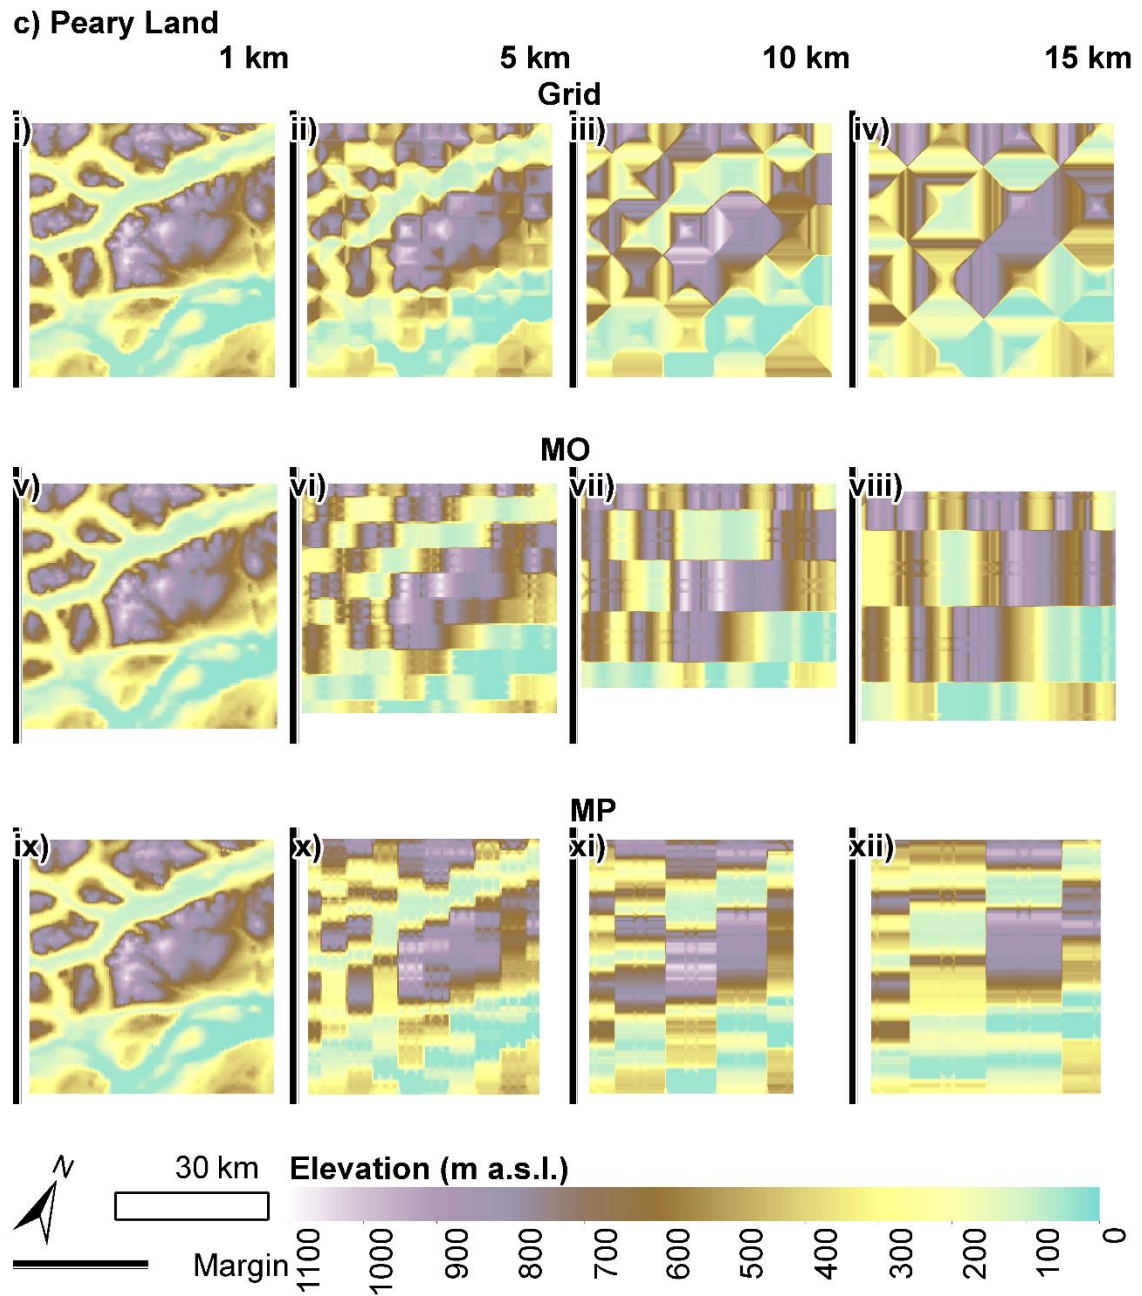 c) Peary Land
1 km 5 km 10 km 15 km
Grid
i) ii) iii) iv)
MO
v) vi) vii) viii)
MP
ix) x) xi) xii)
N 30 km Elevation (m a.s.l.)
Margin 1100 1000 900 800 700 600 500 400 300 200 100 0